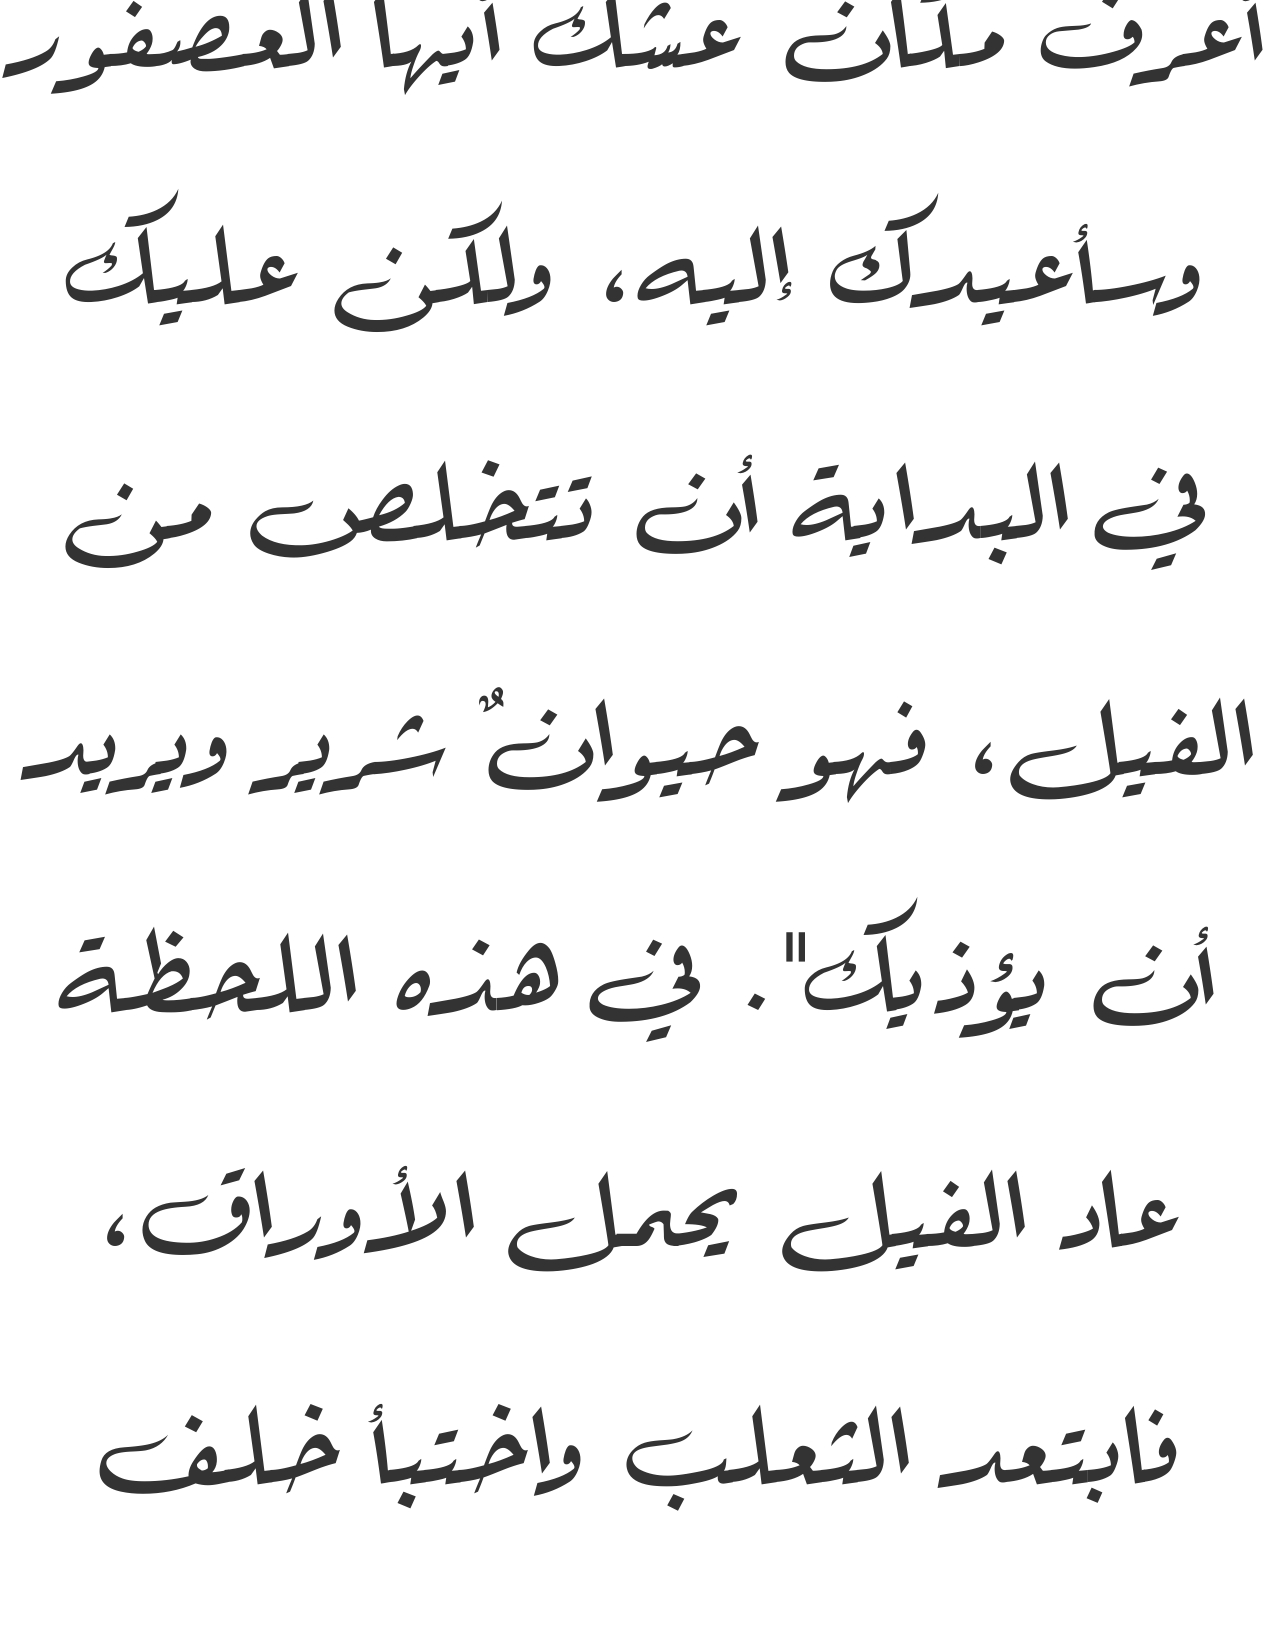 أعرف مكان عشك أيها العصفور
وسأعيدك إليه، ولكن عليك
في البداية أن تتخلص من
الفيل، فهو حيوانٌ شرير ويريد
أن يؤذيك". في هذه اللحظة
عاد الفيل يحمل الأوراق،
فابتعد الثعلب واختبأ خلف